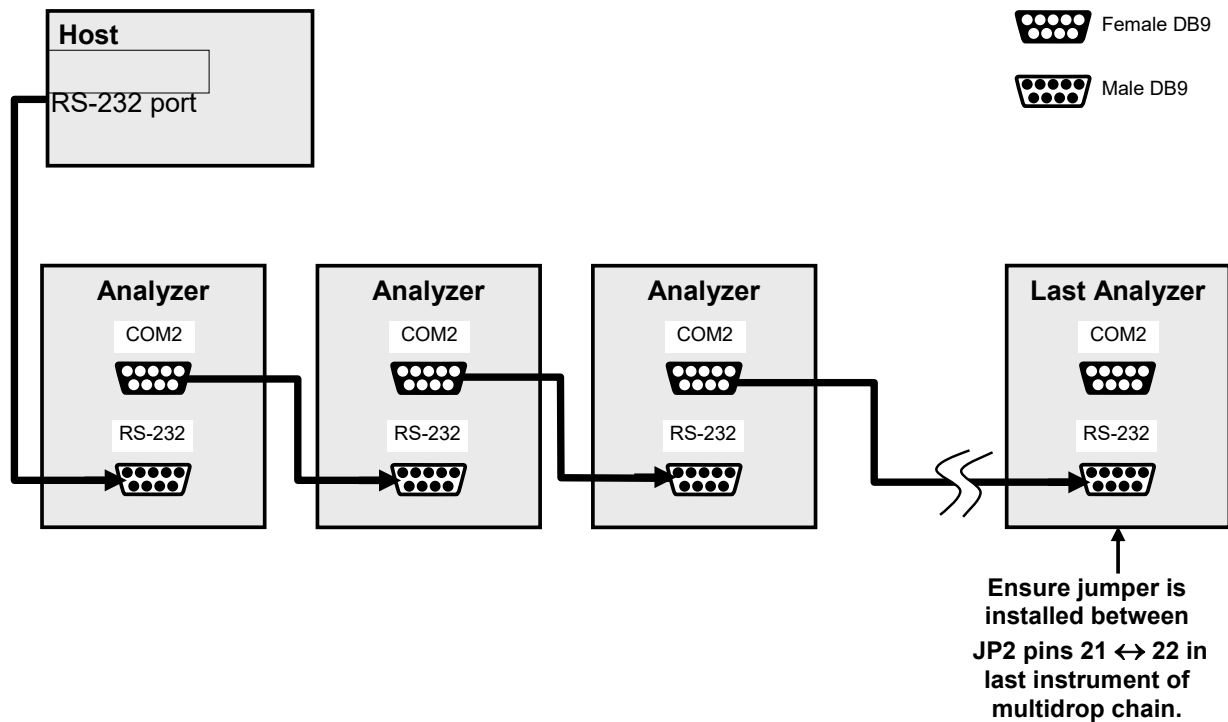 Host
RS-232 port
Female DB9
Male DB9
Analyzer
COM2
RS-232
Analyzer
COM2
RS-232
Analyzer
COM2
RS-232
Last Analyzer
COM2
RS-232
Ensure jumper is
installed between
JP2 pins 21 ↔ 22 in
last instrument of
multidrop chain.